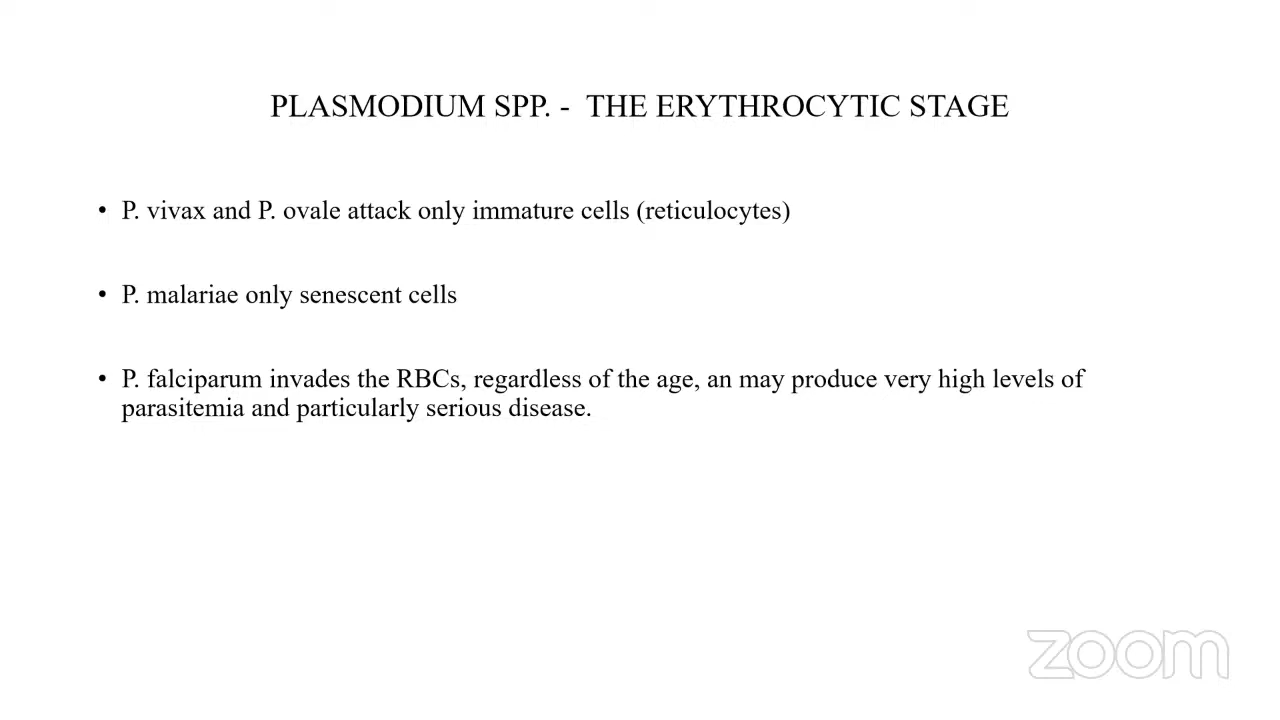 PLASMODIUM SPP. - THE ERYTHROCYTIC STAGE
• P. vivax and P. ovale attack only immature cells (reticulocytes)
• P. malariae only senescent cells
• P. falciparum invades the RBCs, regardless of the age, an may produce very high levels of
parasitemia and particularly serious disease.
zoom